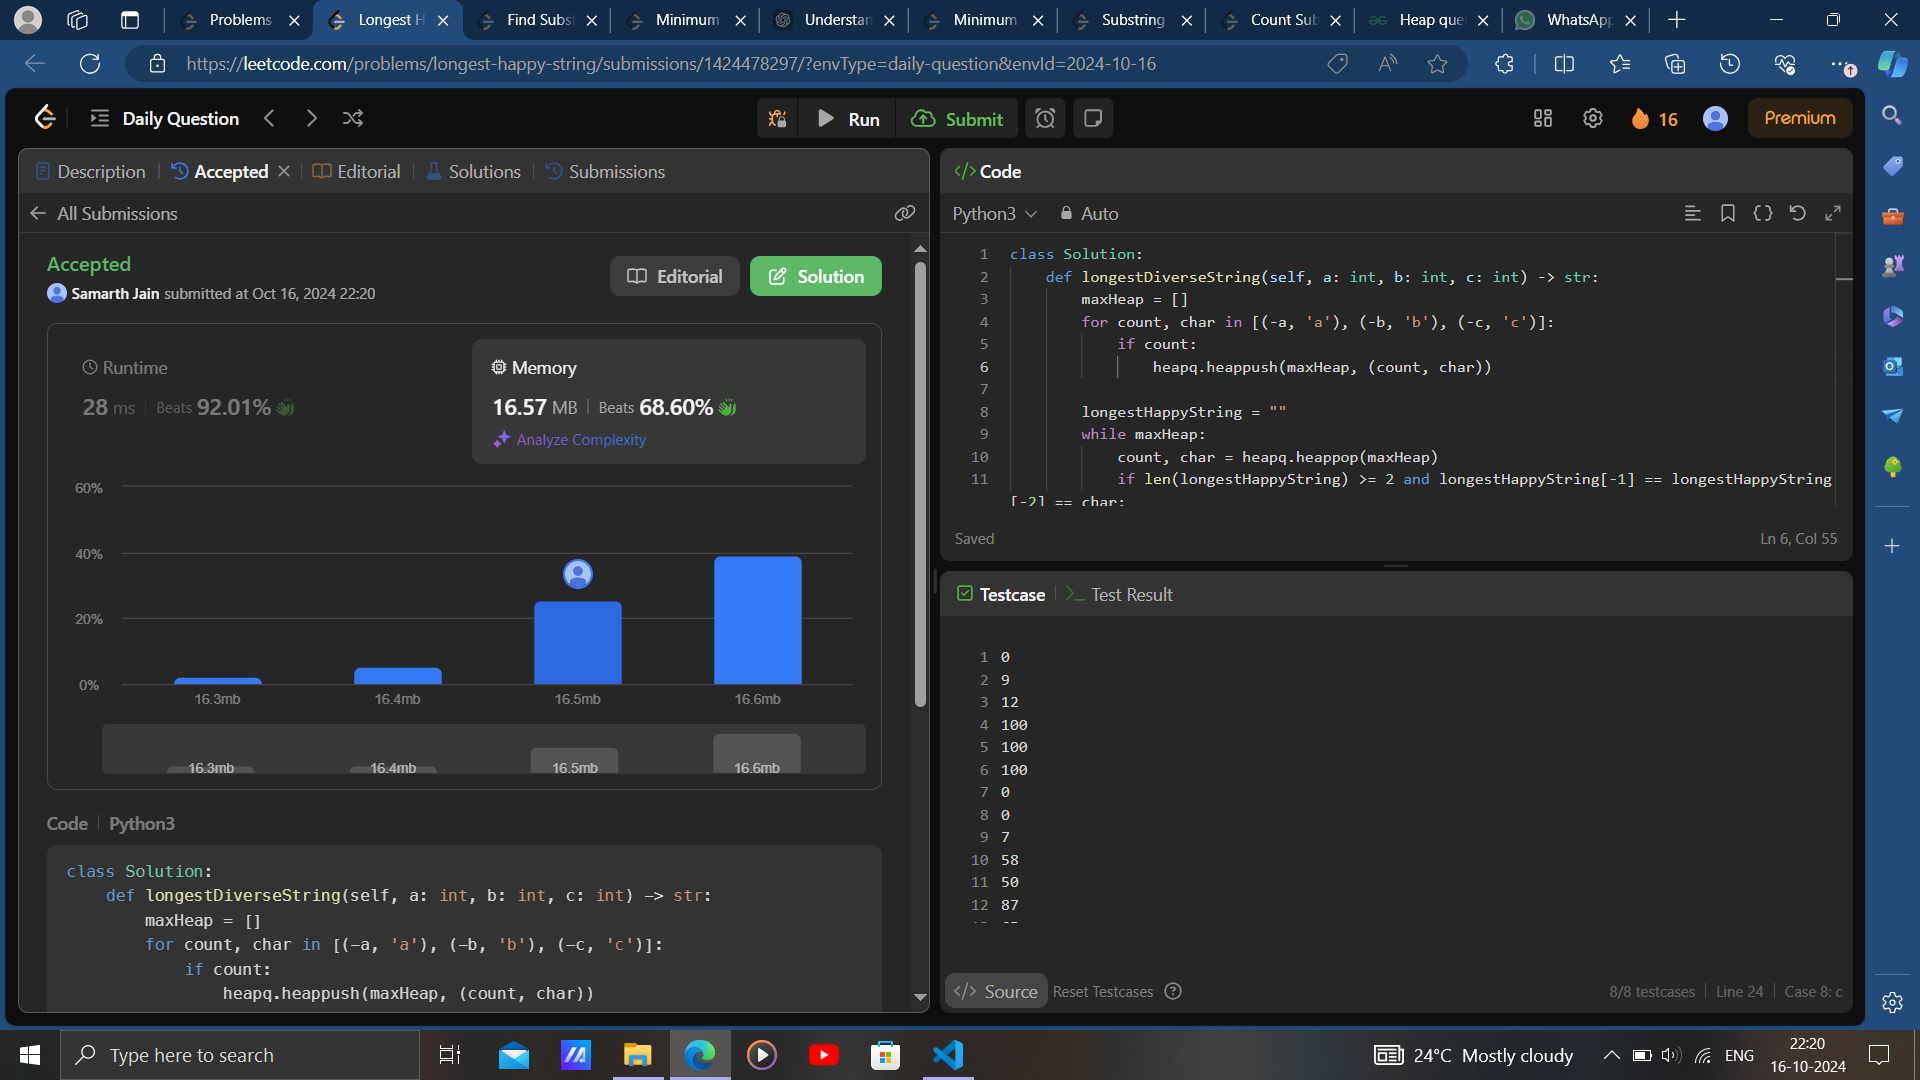 Problems
Longest H
Find Subs
Minimum
Understan
Minimum
Substring
Count Sub
Heap que
WhatsApp
https://leetcode.com/problems/longest-happy-string/submissions/1424478297/?envType=daily-question&envId=2024-10-16
Daily Question
Run
Submit
16
Premium
Description
Accepted
Editorial
Solutions
Submissions
All Submissions
Accepted
Samarth Jain submitted at Oct 16, 2024 22:20
Editorial
Solution
Runtime
28 ms | Beats 92.01%
Memory
16.57 MB | Beats 68.60%
Analyze Complexity
60%
40%
20%
0%
16.3mb 16.4mb 16.5mb 16.6mb
16.3mb 16.4mb 16.5mb 16.6mb
Code | Python3
class Solution:
    def longestDiverseString(self, a: int, b: int, c: int) -> str:
        maxHeap = []
        for count, char in [(-a, 'a'), (-b, 'b'), (-c, 'c')]:
            if count:
                heapq.heappush(maxHeap, (count, char))
</> Code
Python3
Auto
1 class Solution:
2     def longestDiverseString(self, a: int, b: int, c: int) -> str:
3         maxHeap = []
4         for count, char in [(-a, 'a'), (-b, 'b'), (-c, 'c')]:
5             if count:
6                 heapq.heappush(maxHeap, (count, char))
7
8         longestHappyString = ""
9         while maxHeap:
10             count, char = heapq.heappop(maxHeap)
11             if len(longestHappyString) >= 2 and longestHappyString[-1] == longestHappyString
[-2] == char:
Saved
Ln 6, Col 55
Testcase
Test Result
1 0
2 9
3 12
4 100
5 100
6 100
7 0
8 0
9 7
10 58
11 50
12 87
</> Source
Reset Testcases
8/8 testcases | Line 24 | Case 8: c
Type here to search
24°C Mostly cloudy
ENG
22:20
16-10-2024